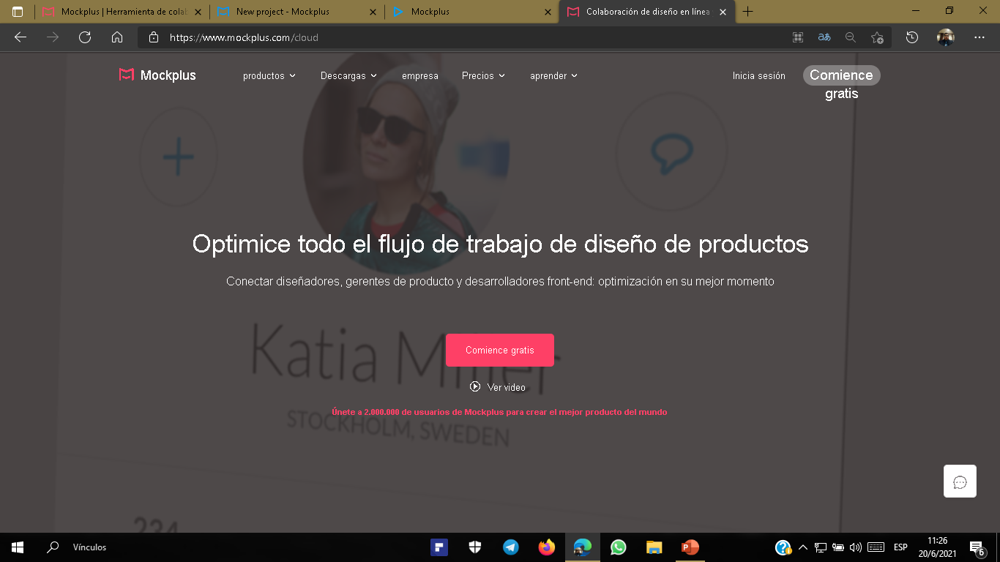 Mockplus | Herramienta de colab
New project - Mockplus
Mockplus
Colaboración de diseño en línea
https://www.mockplus.com/cloud
Mockplus
productos
Descargas
empresa
Precios
aprender
Inicia sesión
Comience
gratis
Optimice todo el flujo de trabajo de diseño de productos
Conectar diseñadores, gerentes de producto y desarrolladores front-end: optimización en su mejor momento
Katia Miller
Comience gratis
Ver video
Únete a 2.000.000 de usuarios de Mockplus para crear el mejor producto del mundo
STOCKHOLM, SWEDEN
234
Vínculos
ESP
11:26
20/6/2021
6